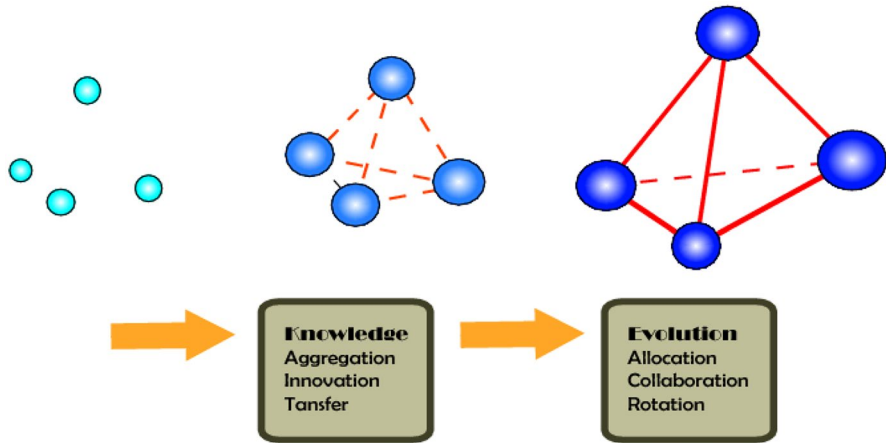 Knowledge
Aggregation
Innovation
Tansfer
Evolution
Allocation
Collaboration
Rotation